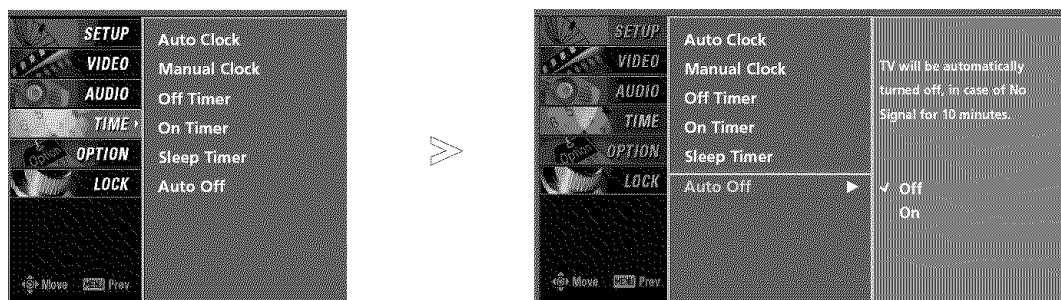 SETUP
VIDEO
AUDIO
TIME
OPTION
LOCK
Auto Clock
Manual Clock
Off Timer
On Timer
Sleep Timer
Auto Off
Option
Move MENU Prev.
>
SETUP
VIDEO
AUDIO
TIME
OPTION
LOCK
Auto Clock
Manual Clock
Off Timer
On Timer
Sleep Timer
Auto Off ▶
Option
Move MENU Prev.
TV will be automatically
turned off, in case of No
Signal for 10 minutes.
✓ Off
On